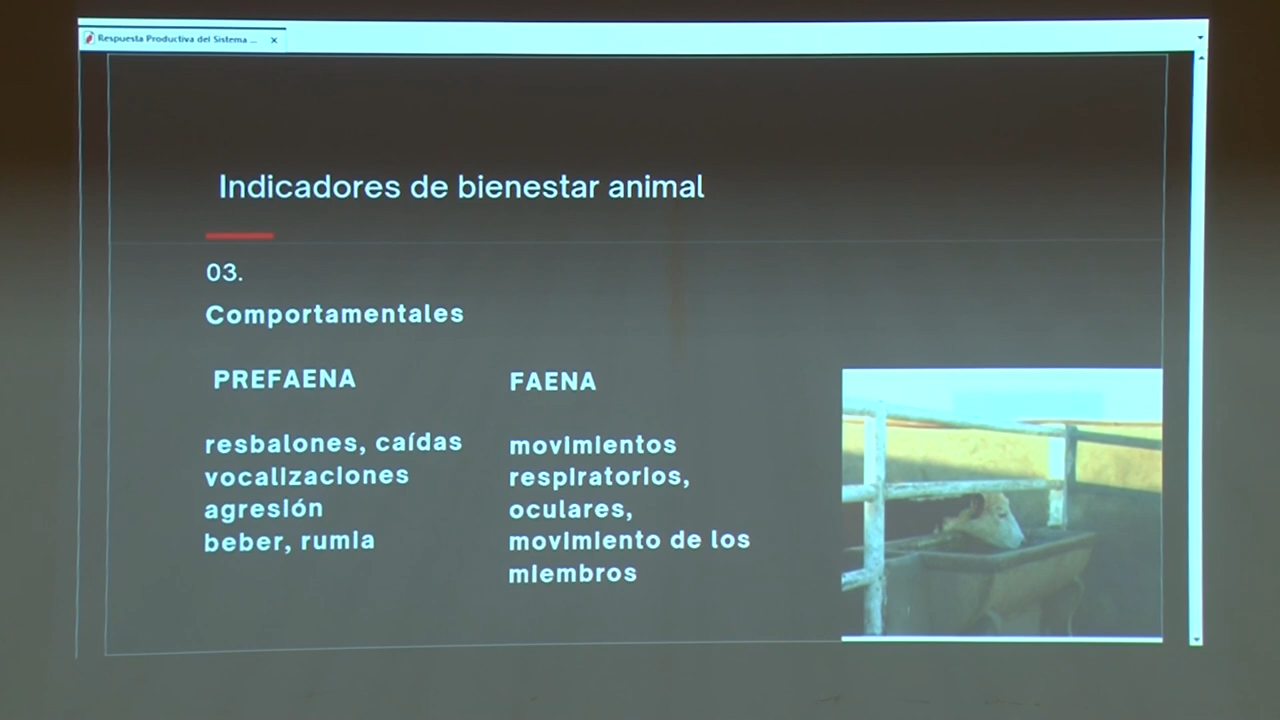 Respuesta Productiva del Sistema ...
Indicadores de bienestar animal
03.
Comportamentales
PREFAENA
resbalones, caídas
vocalizaciones
agresión
beber, rumia
FAENA
movimientos
respiratorios,
oculares,
movimiento de los
miembros